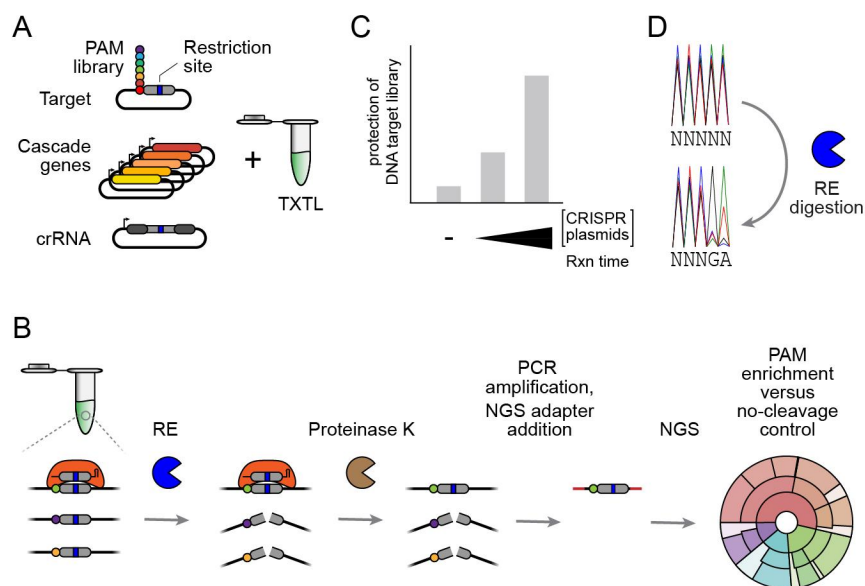 A
PAM
library
Restriction
site
Target
Cascade
genes
+
TXTL
crRNA
C
protection of
DNA target library
-
[CRISPR
plasmids]
Rxn time
D
NNNNN
RE
digestion
NNNGA
B
RE
Proteinase K
PCR
amplification,
NGS adapter
addition
NGS
PAM
enrichment
versus
no-cleavage
control